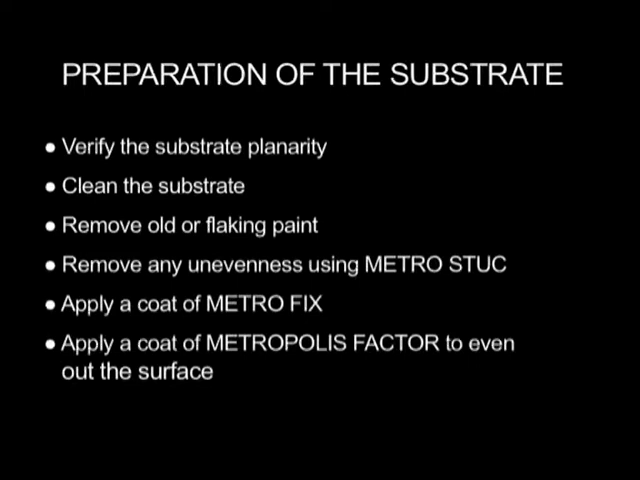 PREPARATION OF THE SUBSTRATE
● Verify the substrate planarity
● Clean the substrate
● Remove old or flaking paint
● Remove any unevenness using METRO STUC
● Apply a coat of METRO FIX
● Apply a coat of METROPOLIS FACTOR to even
out the surface